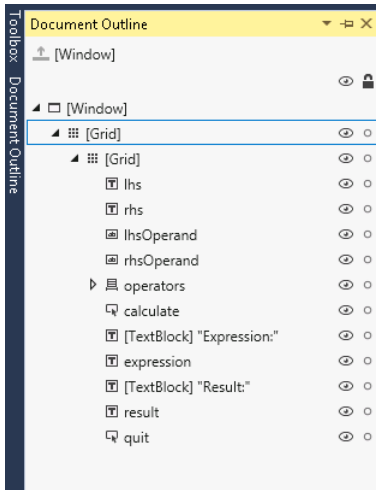 Toolbox
Document Outline
Document Outline
[Window]
[Window]
[Grid]
[Grid]
lhs
rhs
lhsOperand
rhsOperand
operators
calculate
[TextBlock] "Expression:"
expression
[TextBlock] "Result:"
result
quit